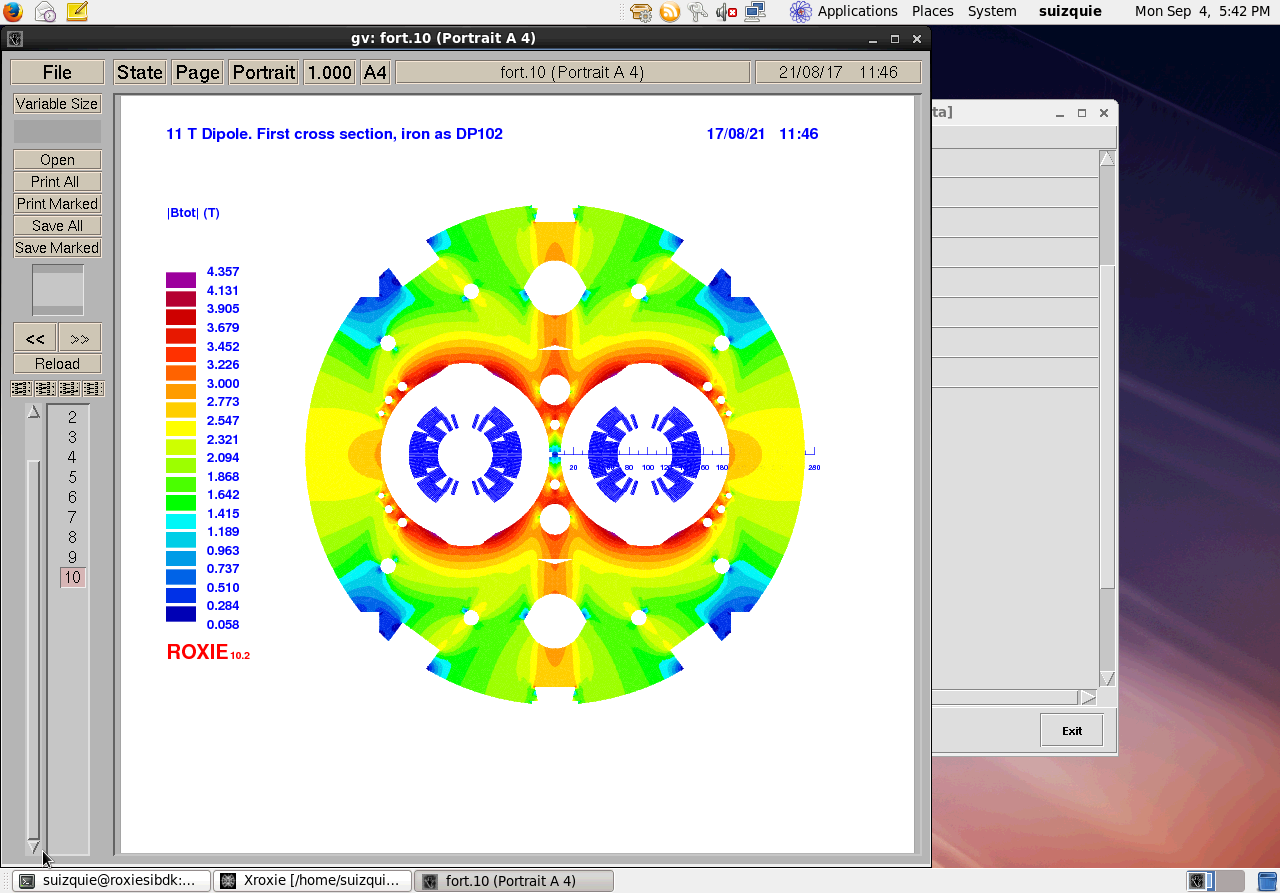 Applications Places System suizquie Mon Sep 4, 5:42 PM
gv: fort.10 (Portrait A 4)
File State Page Portrait 1.000 A4 fort.10 (Portrait A 4) 21/08/17 11:46
Variable Size
Open
Print All
Print Marked
Save All
Save Marked
<< >>
Reload
2
3
4
5
6
7
8
9
10
11 T Dipole. First cross section, iron as DP102 17/08/21 11:46
|Btot| (T)
4.357
4.131
3.905
3.679
3.452
3.226
3.000
2.773
2.547
2.321
2.094
1.868
1.642
1.415
1.189
0.963
0.737
0.510
0.284
0.058
ROXIE 10.2
20 80 100 180 280
ta]
Exit
suizquie@roxiesibdk:... Xroxie [/home/suizqui... fort.10 (Portrait A 4)